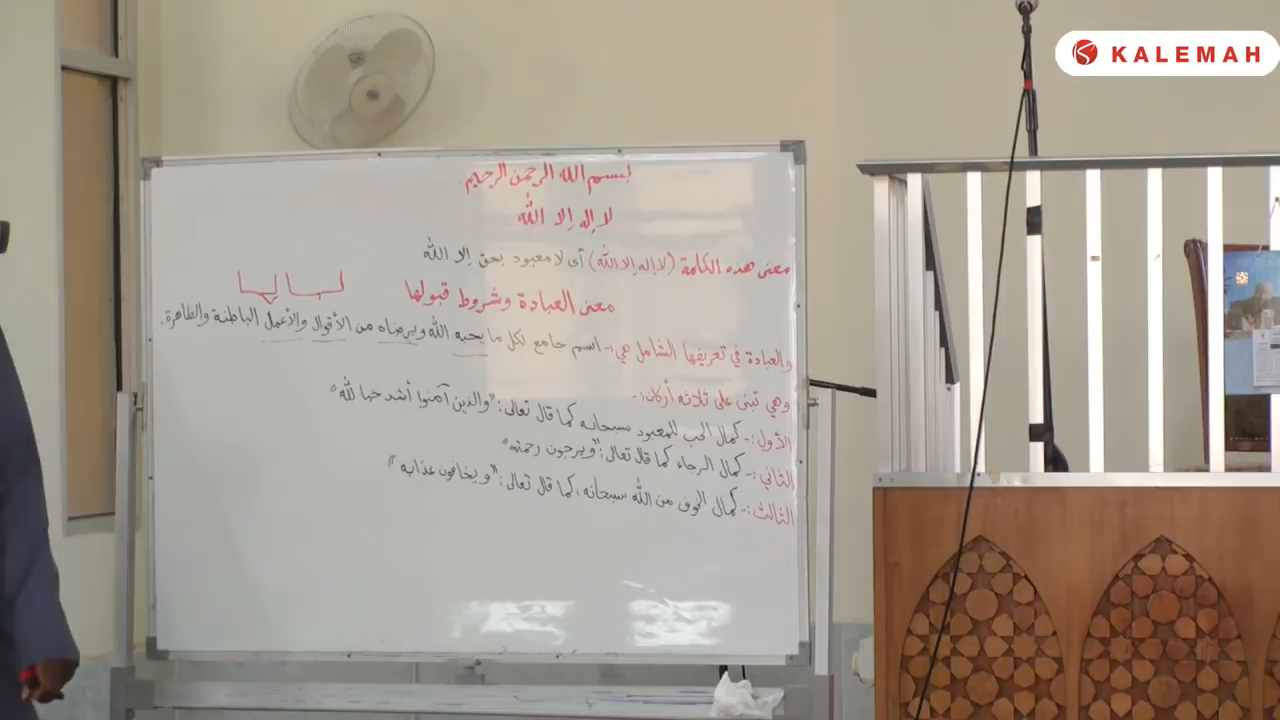 KALEMAH
بسم الله الرحمن الرحيم
لا إله إلا الله
معنى هذه الكلمة (لا إله إلا الله) أى لا معبود بحق إلا الله
معنى العبادة وشروط قبولها
والعبادة في تعريفها الشامل هي:- اسم جامع لكل ما يحبه الله ويرضاه من الأقوال والأعمال الباطنة والظاهرة.
وهي تبنى على ثلاثة أركان:-
الأول:- كمال الحب للمعبود سبحانه كما قال تعالى: "والذين آمنوا أشد حبا لله"
الثاني:- كمال الرجاء كما قال تعالى: "ويرجون رحمته"
الثالث:- كمال الخوف من الله سبحانه، كما قال تعالى: "ويخافون عذابه"